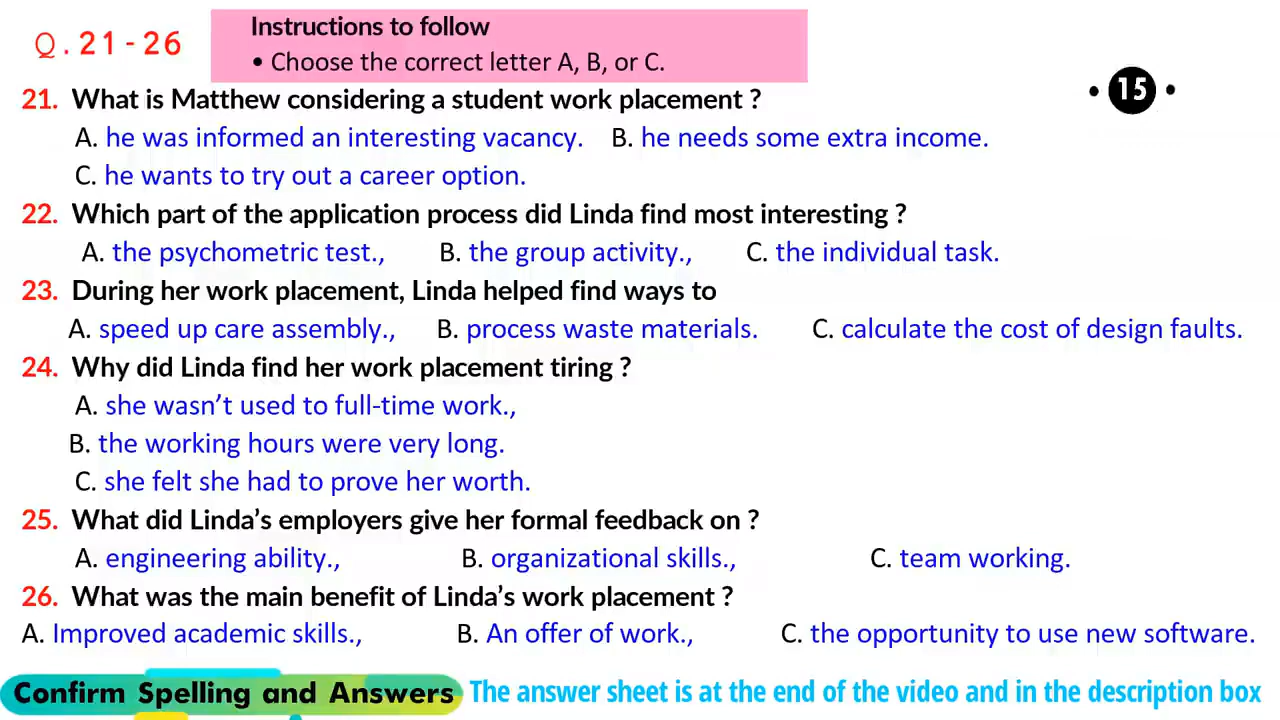 Q.21-26
Instructions to follow
• Choose the correct letter A, B, or C.
• 15 •
21. What is Matthew considering a student work placement ?
A. he was informed an interesting vacancy. B. he needs some extra income.
C. he wants to try out a career option.
22. Which part of the application process did Linda find most interesting ?
A. the psychometric test., B. the group activity., C. the individual task.
23. During her work placement, Linda helped find ways to
A. speed up care assembly., B. process waste materials. C. calculate the cost of design faults.
24. Why did Linda find her work placement tiring ?
A. she wasn’t used to full-time work.,
B. the working hours were very long.
C. she felt she had to prove her worth.
25. What did Linda’s employers give her formal feedback on ?
A. engineering ability., B. organizational skills., C. team working.
26. What was the main benefit of Linda’s work placement ?
A. Improved academic skills., B. An offer of work., C. the opportunity to use new software.
Confirm Spelling and Answers The answer sheet is at the end of the video and in the description box